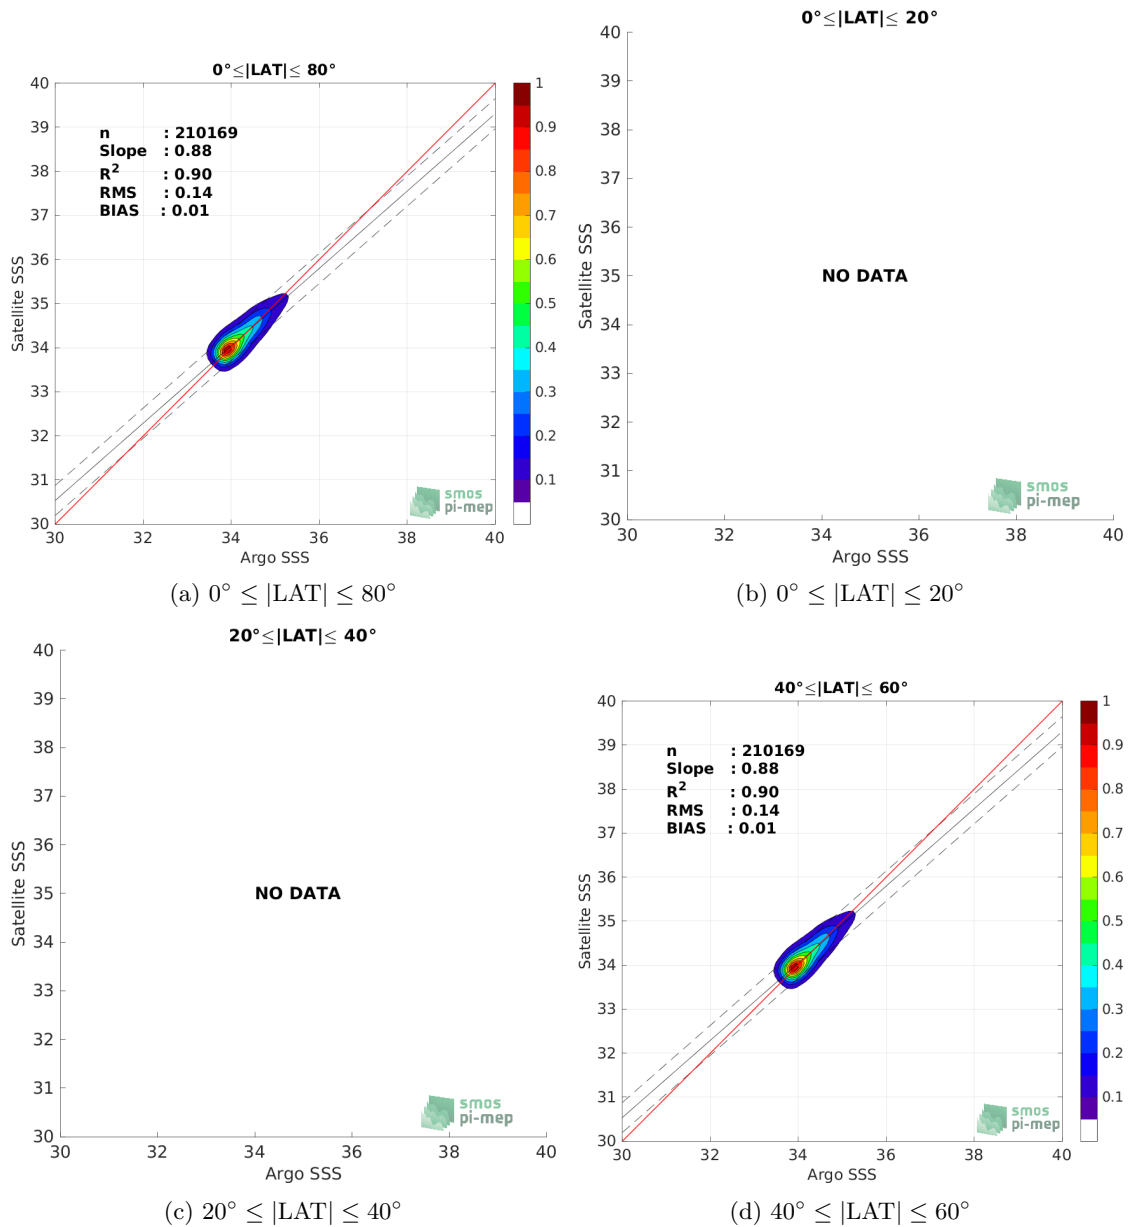 0°≤|LAT|≤ 80°
40
39
38
37
36
35
34
33
32
31
30
Satellite SSS
n : 210169
Slope : 0.88
R² : 0.90
RMS : 0.14
BIAS : 0.01
1
0.9
0.8
0.7
0.6
0.5
0.4
0.3
0.2
0.1
smos
pi-mep
30 32 34 36 38 40
Argo SSS
(a) 0° ≤ |LAT| ≤ 80°
0°≤|LAT|≤ 20°
40
39
38
37
36
35
34
33
32
31
30
Satellite SSS
NO DATA
smos
pi-mep
30 32 34 36 38 40
Argo SSS
(b) 0° ≤ |LAT| ≤ 20°
20°≤|LAT|≤ 40°
40
39
38
37
36
35
34
33
32
31
30
Satellite SSS
NO DATA
smos
pi-mep
30 32 34 36 38 40
Argo SSS
(c) 20° ≤ |LAT| ≤ 40°
40°≤|LAT|≤ 60°
40
39
38
37
36
35
34
33
32
31
30
Satellite SSS
n : 210169
Slope : 0.88
R² : 0.90
RMS : 0.14
BIAS : 0.01
1
0.9
0.8
0.7
0.6
0.5
0.4
0.3
0.2
0.1
smos
pi-mep
30 32 34 36 38 40
Argo SSS
(d) 40° ≤ |LAT| ≤ 60°